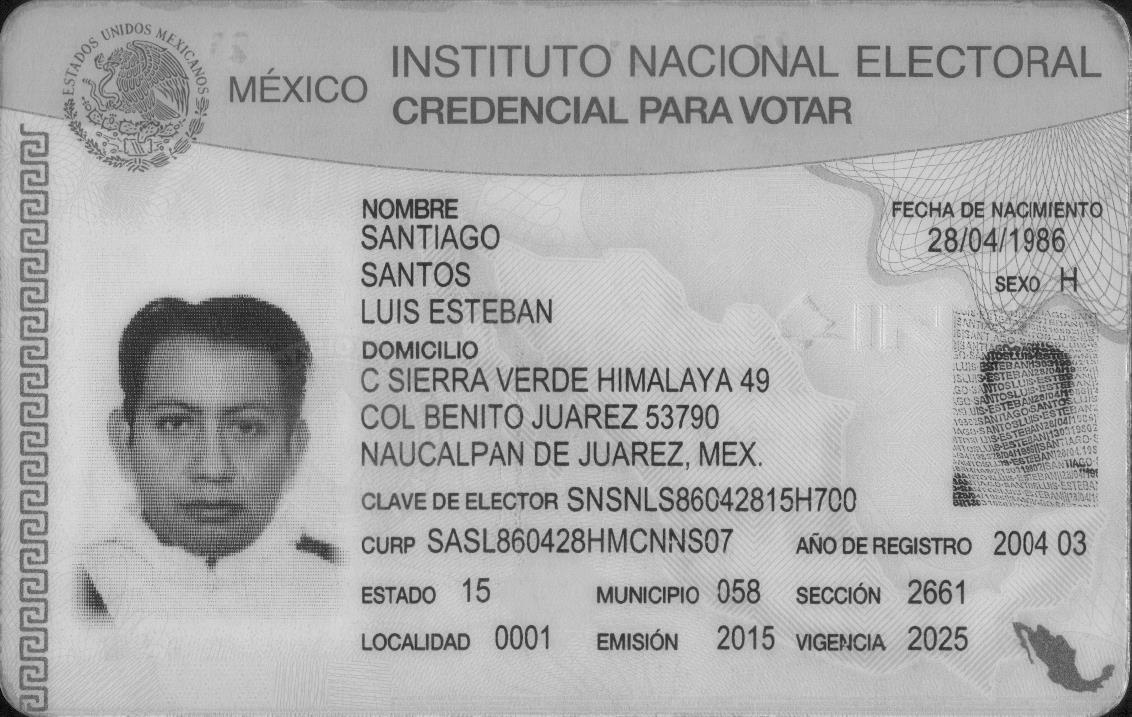 ESTADOS UNIDOS MEXICANOS
MÉXICO
INSTITUTO NACIONAL ELECTORAL
CREDENCIAL PARA VOTAR
NOMBRE
SANTIAGO
SANTOS
LUIS ESTEBAN
FECHA DE NACIMIENTO
28/04/1986
SEXO H
DOMICILIO
C SIERRA VERDE HIMALAYA 49
COL BENITO JUAREZ 53790
NAUCALPAN DE JUAREZ, MEX.
CLAVE DE ELECTOR SNSNLS86042815H700
CURP SASL860428HMCNNS07 AÑO DE REGISTRO 2004 03
ESTADO 15 MUNICIPIO 058 SECCIÓN 2661
LOCALIDAD 0001 EMISIÓN 2015 VIGENCIA 2025